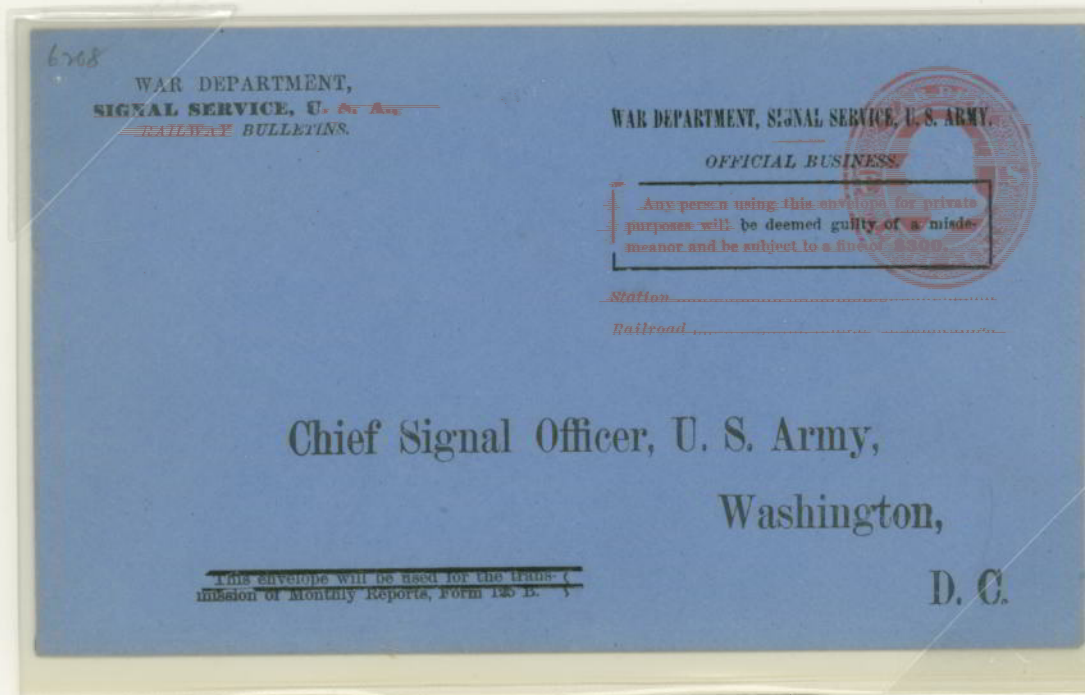 6208
WAR DEPARTMENT,
SIGNAL SERVICE, U. S. A.,
RAILWAY BULLETINS.
WAR DEPARTMENT, SIGNAL SERVICE, U. S. ARMY.
OFFICIAL BUSINESS.
Any person using this envelope for private
purposes will be deemed guilty of a misde-
meanor and be subject to a fine of $300.
Station
Railroad
Chief Signal Officer, U. S. Army,
Washington,
D. C.
This envelope will be used for the trans-
mission of Monthly Reports, Form 125 B.